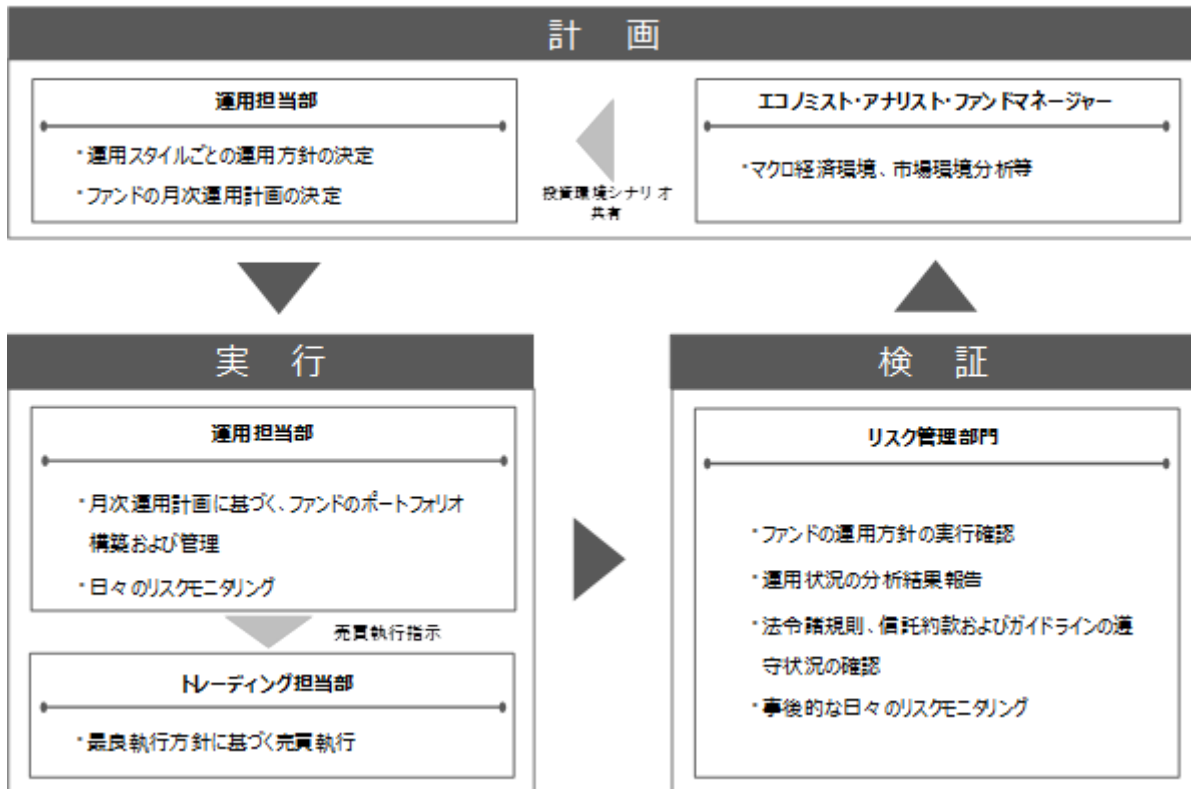 計　画
運用担当部
・運用スタイルごとの運用方針の決定
・ファンドの月次運用計画の決定
投資環境シナリオ
共有
エコノミスト・アナリスト・ファンドマネージャー
・マクロ経済環境、市場環境分析等
実　行
運用担当部
・月次運用計画に基づく、ファンドのポートフォリオ
構築および管理
・日々のリスクモニタリング
売買執行指示
トレーディング担当部
・最良執行方針に基づく売買執行
検　証
リスク管理部門
・ファンドの運用方針の実行確認
・運用状況の分析結果報告
・法令諸規則、信託約款およびガイドラインの遵
守状況の確認
・事後的な日々のリスクモニタリング